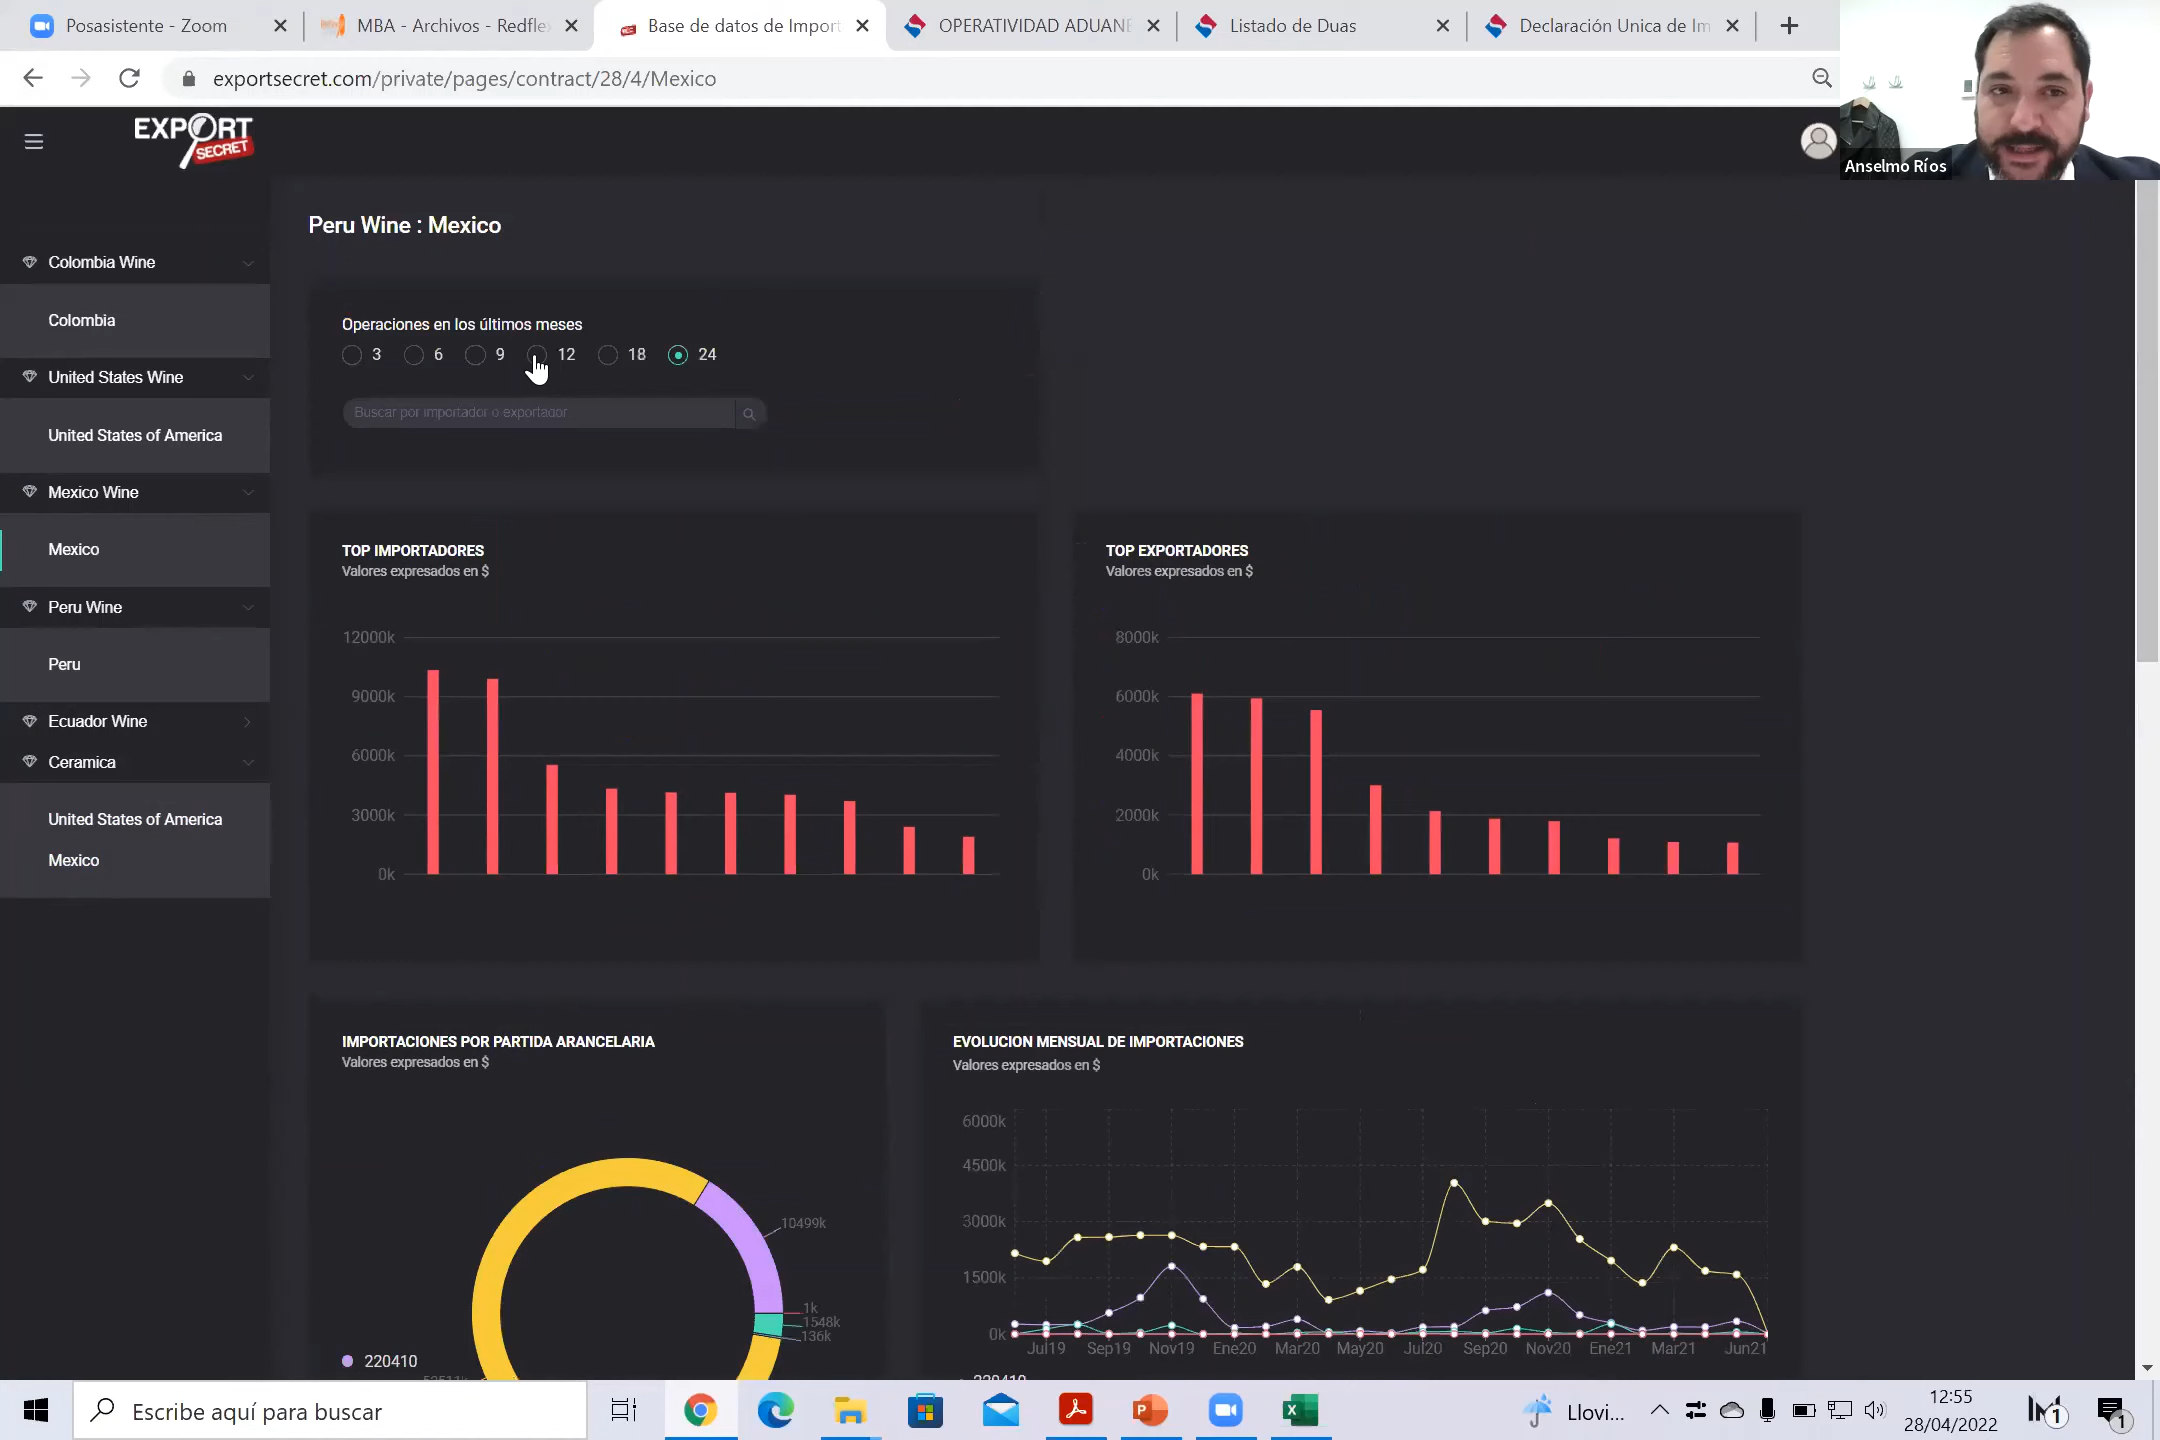 Posasistente - Zoom
MBA - Archivos - Redfle
Base de datos de Import
OPERATIVIDAD ADUANE
Listado de Duas
Declaración Unica de Im
exportsecret.com/private/pages/contract/28/4/Mexico
EXPORT
SECRET
Anselmo Ríos
Peru Wine : Mexico
Colombia Wine
Colombia
United States Wine
United States of America
Mexico Wine
Mexico
Peru Wine
Peru
Ecuador Wine
Ceramica
United States of America
Mexico
Operaciones en los últimos meses
3 6 9 12 18 24
Buscar por importador o exportador
TOP IMPORTADORES
Valores expresados en $
12000k
9000k
6000k
3000k
0k
TOP EXPORTADORES
Valores expresados en $
8000k
6000k
4000k
2000k
0k
IMPORTACIONES POR PARTIDA ARANCELARIA
Valores expresados en $
10499k
1k
1548k
136k
220410
EVOLUCION MENSUAL DE IMPORTACIONES
Valores expresados en $
6000k
4500k
3000k
1500k
0k
Jul19 Sep19 Nov19 Ene20 Mar20 May20 Jul20 Sep20 Nov20 Ene21 Mar21 Jun21
Escribe aquí para buscar
Llovi...
12:55
28/04/2022
1
1